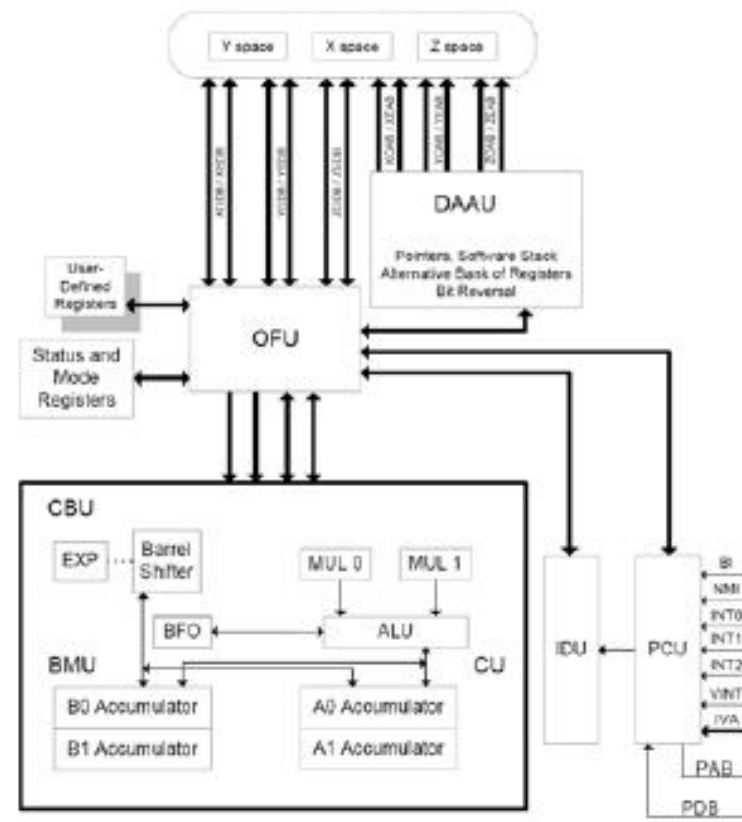 Y space
X space
Z space
DAAU
Pointers, Software Stack
Alternative Bank of Registers
Bit Reversal
User-
Defined
Registers
OFU
Status and
Mode
Registers
CBU
EXP
Barrel
Shifter
MUL 0
MUL 1
BFO
ALU
BMU
CU
B0 Accumulator
A0 Accumulator
B1 Accumulator
A1 Accumulator
IDU
PCU
BI
NMI
INT0
INT1
INT2
VINT
IVA
PAB
PDB